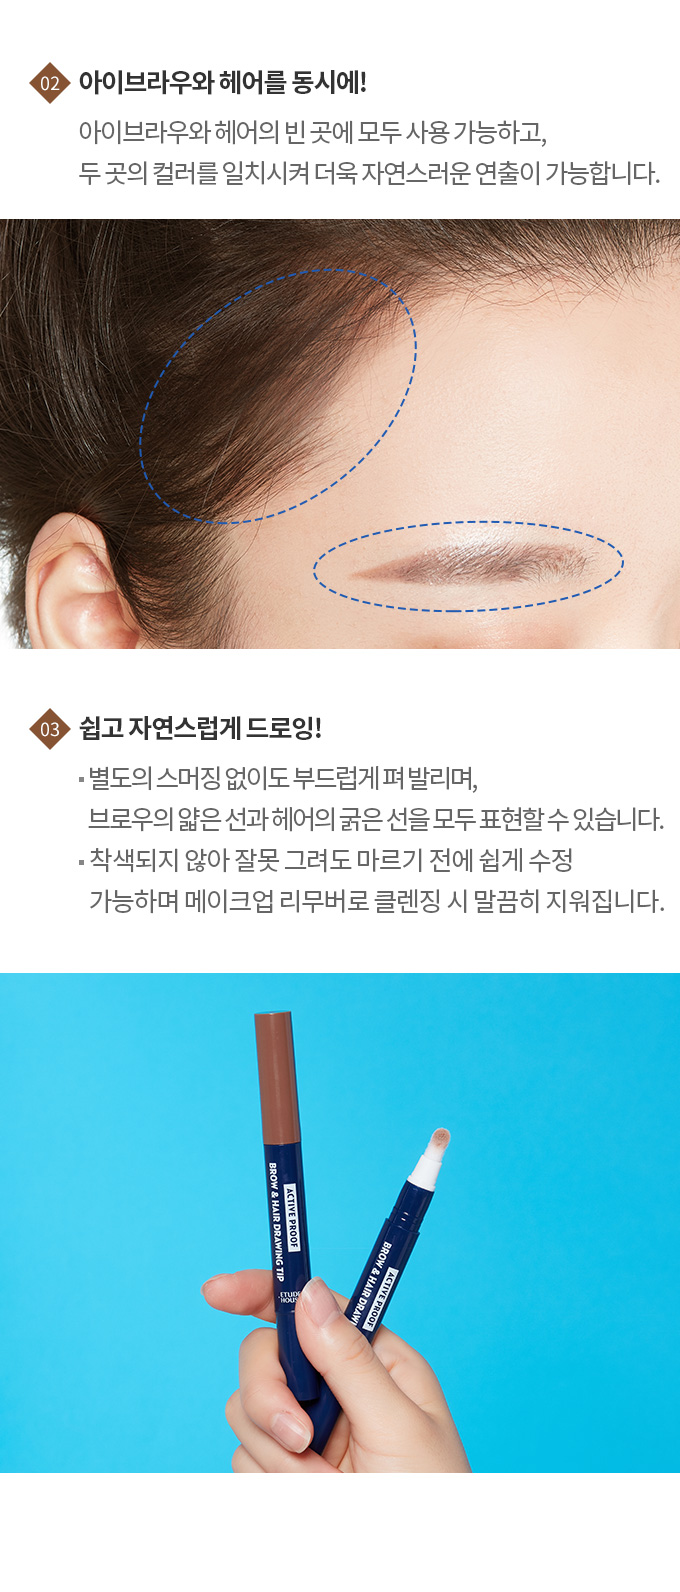 02 아이브라우와 헤어를 동시에!
아이브라우와 헤어의 빈 곳에 모두 사용 가능하고,
두 곳의 컬러를 일치시켜 더욱 자연스러운 연출이 가능합니다.
03 쉽고 자연스럽게 드로잉!
▪ 별도의 스머징 없이도 부드럽게 펴 발리며,
브로우의 얇은 선과 헤어의 굵은 선을 모두 표현할 수 있습니다.
▪ 착색되지 않아 잘못 그려도 마르기 전에 쉽게 수정
가능하며 메이크업 리무버로 클렌징 시 말끔히 지워집니다.
ACTIVE PROOF
BROW & HAIR DRAWING TIP
ETUDE
HOUS
ACTIVE PROOF
BROW & HAIR DRAW